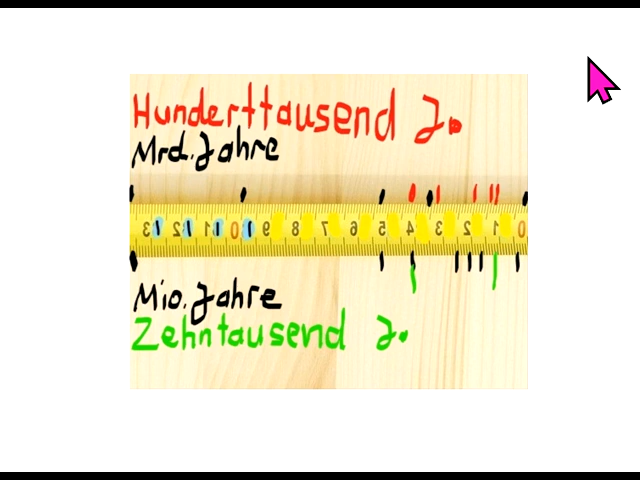 Hunderttausend J.
Mrd. Jahre
13 12 11 10 9 8 7 6 5 4 3 2 1 0
Mio. Jahre
Zehntausend J.